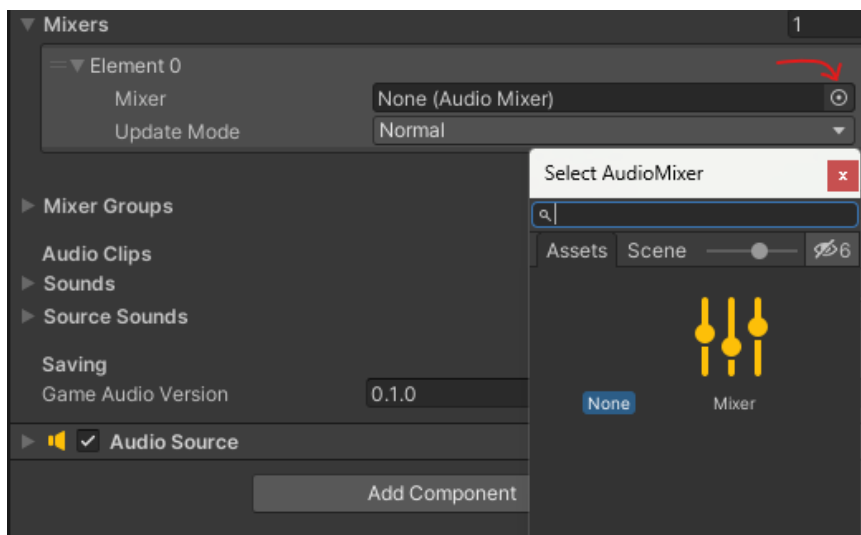 Mixers 1
Element 0
Mixer None (Audio Mixer)
Update Mode Normal
Select AudioMixer x
Mixer Groups
Assets Scene 6
Audio Clips
Sounds
Source Sounds
Saving
Game Audio Version 0.1.0
None Mixer
Audio Source
Add Component